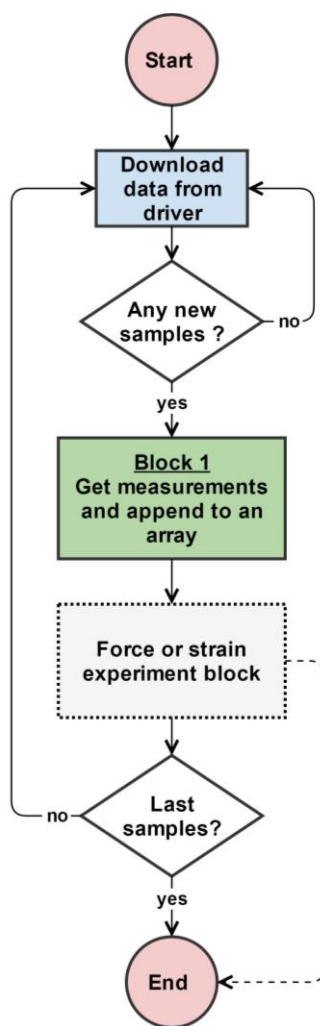 Start
Download
data from
driver
Any new
samples ?
no
yes
Block 1
Get measurements
and append to an
array
Force or strain
experiment block
Last
samples?
no
yes
End